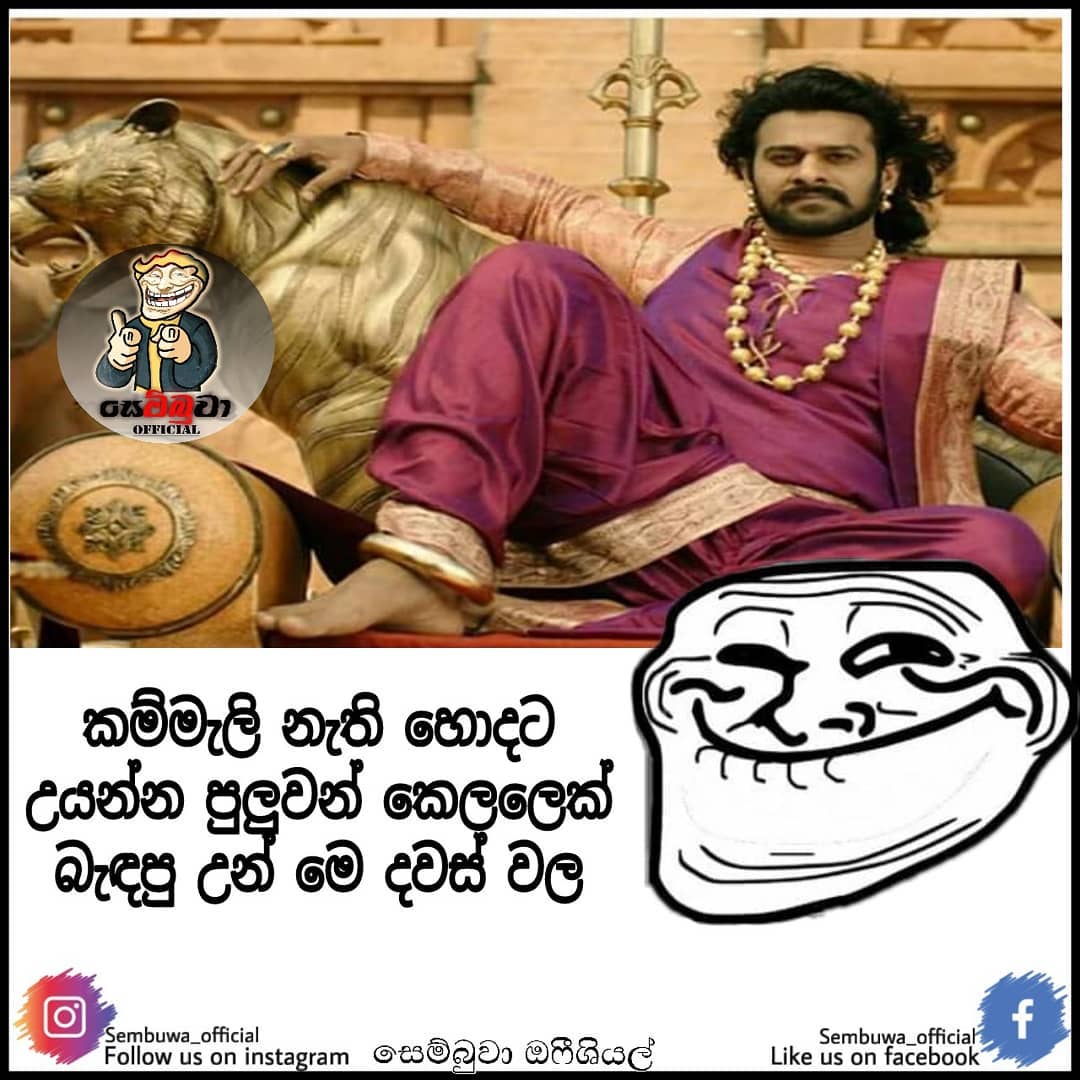 සෙම්බුවා
OFFICIAL
කම්මැලි නැති හොදට
උයන්න පුලුවන් කෙලලෙක්
බැඳපු උන් මෙ දවස් වල
Sembuwa_official
Follow us on instagram
සෙම්බුවා ඔෆීශියල්
Sembuwa_official
Like us on facebook